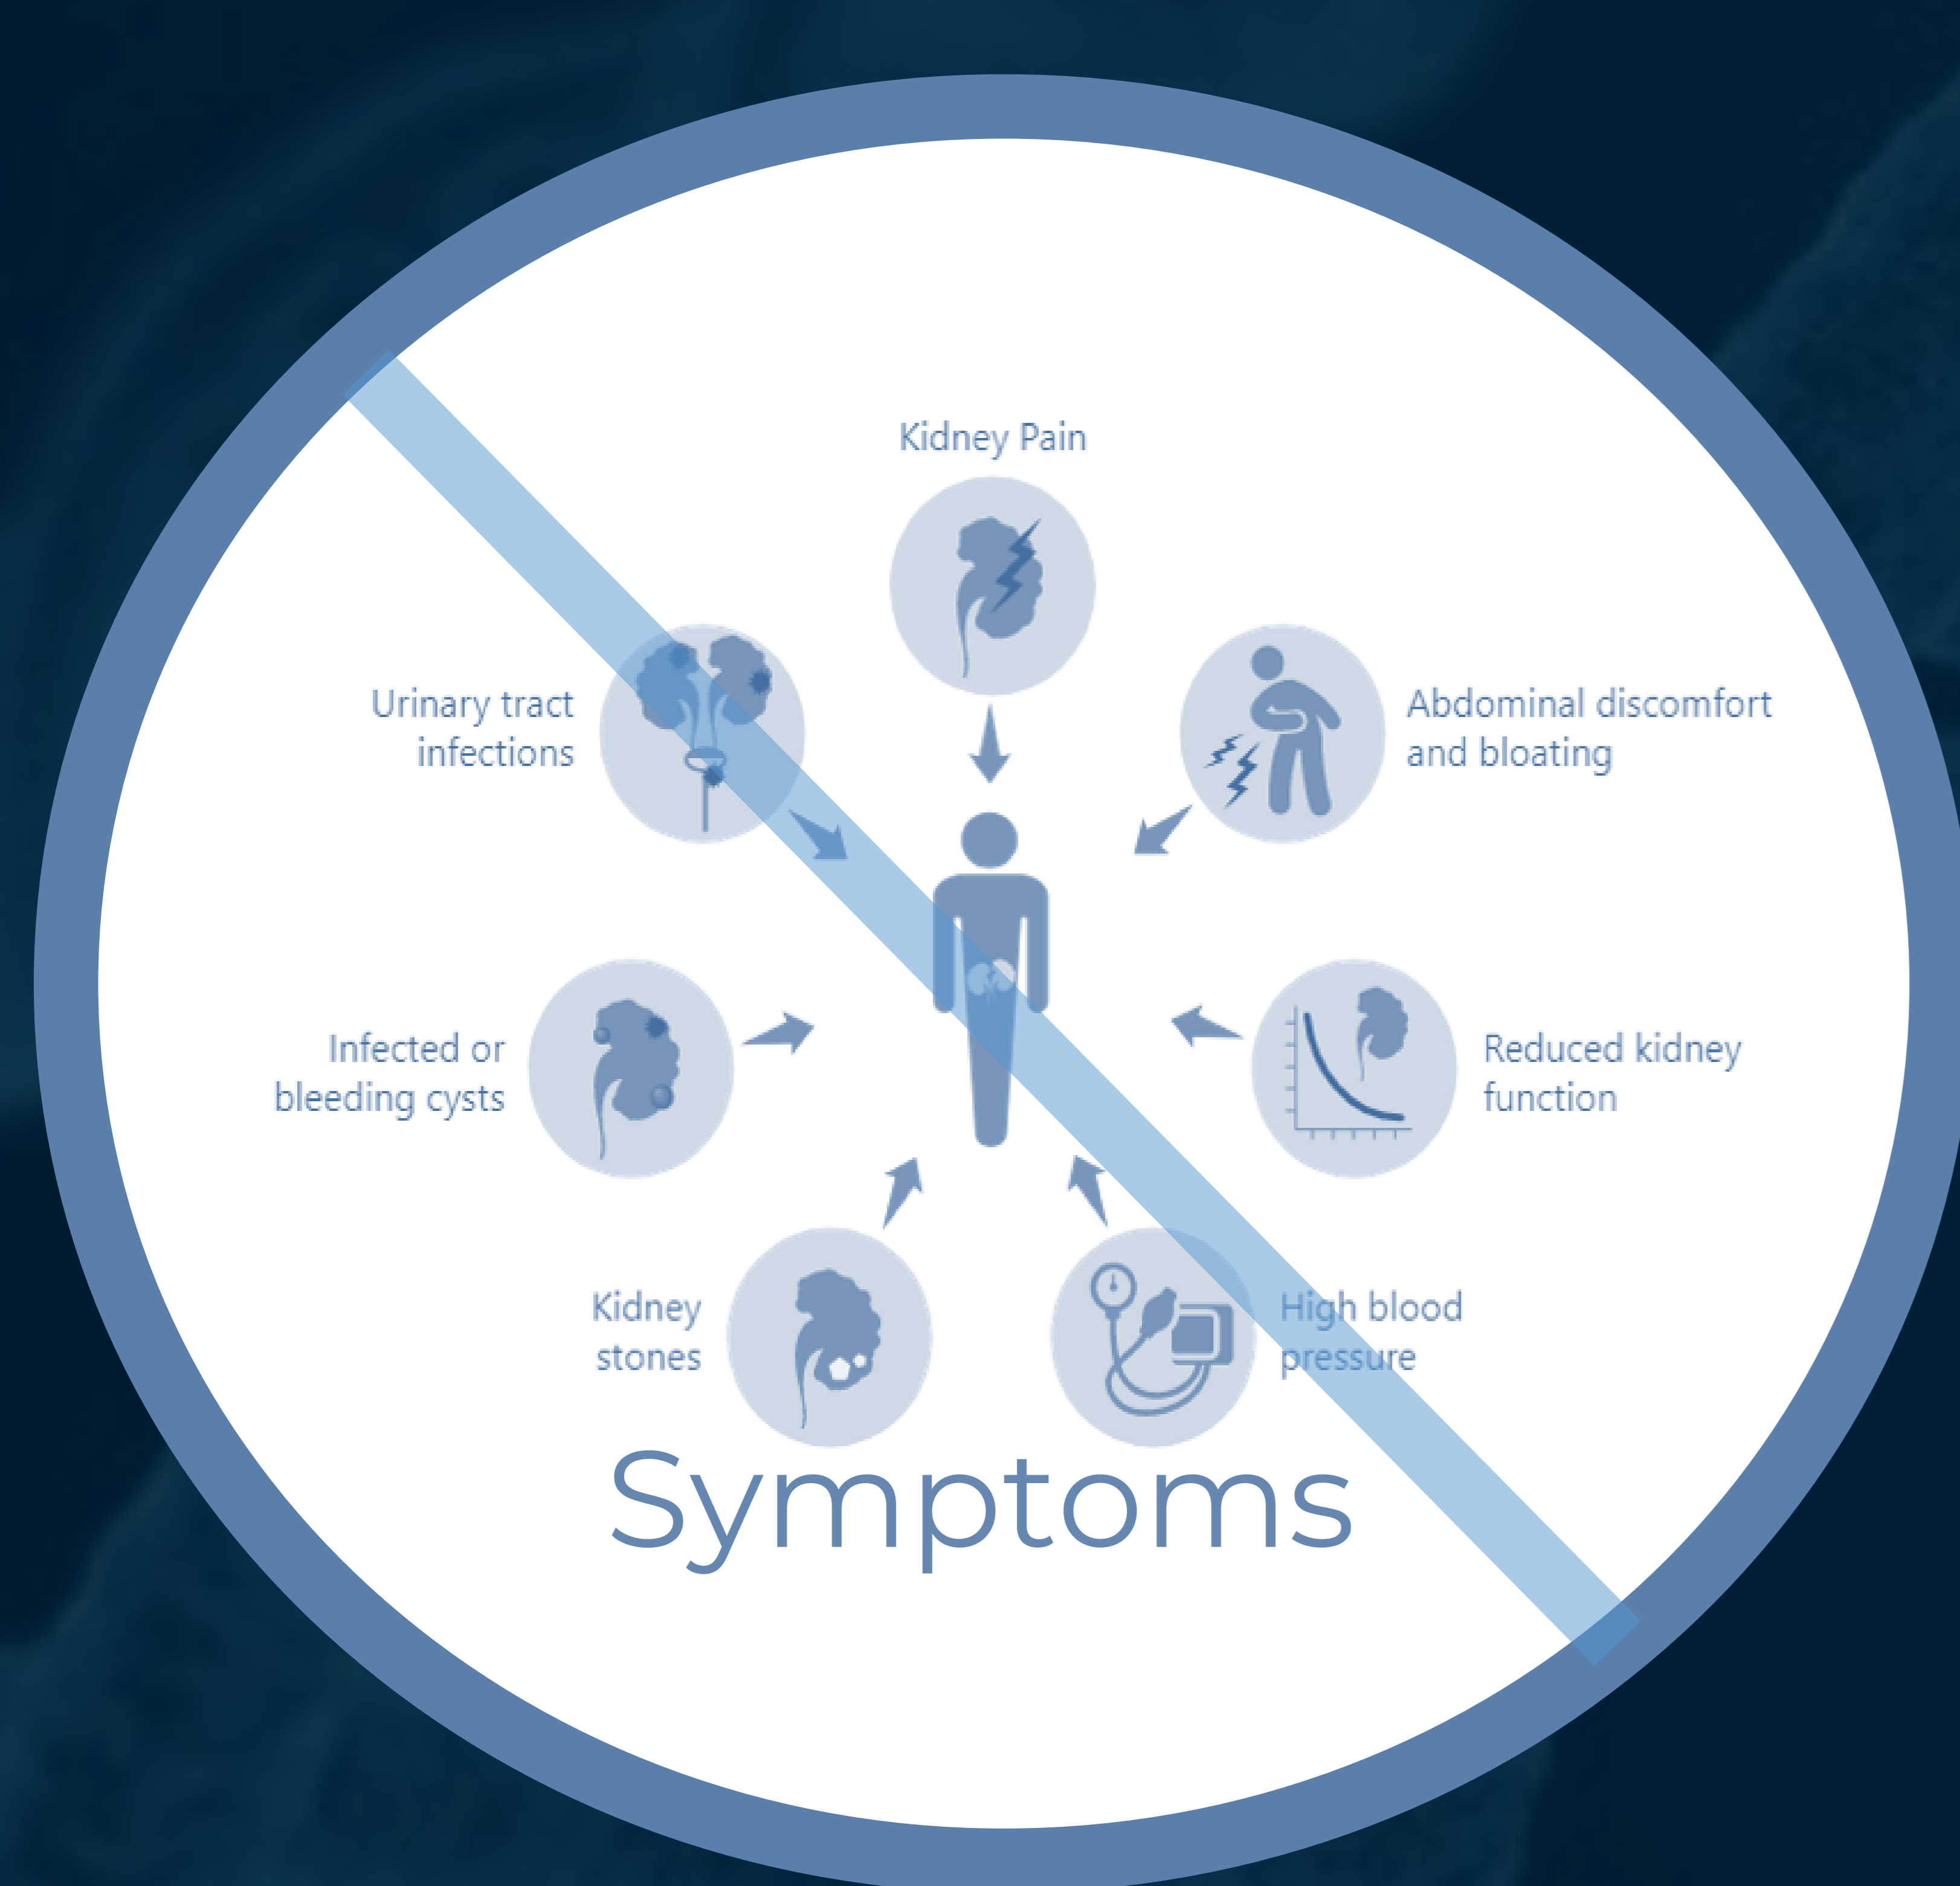 Kidney Pain
Urinary tract
infections
Abdominal discomfort
and bloating
Infected or
bleeding cysts
Reduced kidney
function
Kidney
stones
High blood
pressure
Symptoms